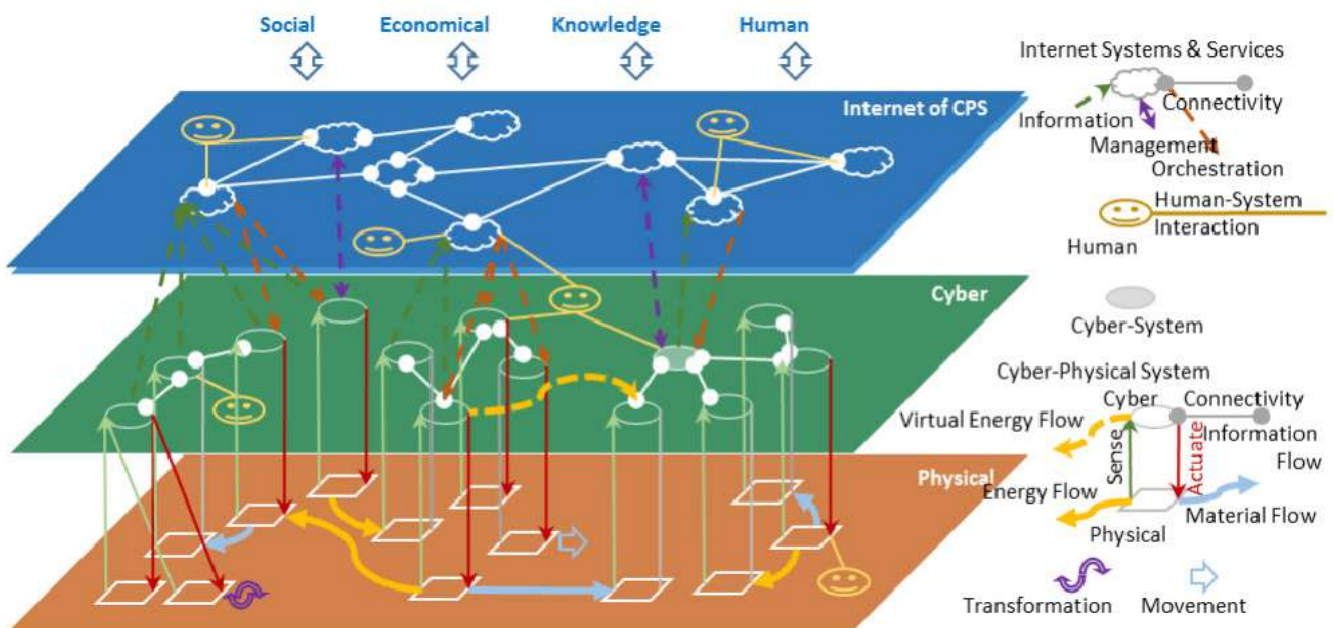 Social Economical Knowledge Human
Internet of CPS
Cyber
Physical
Internet Systems & Services
Connectivity
Information
Management
Orchestration
Human-System
Interaction
Human
Cyber-System
Cyber-Physical System
Cyber Connectivity
Virtual Energy Flow
Information
Flow
Sense
Actuate
Energy Flow
Material Flow
Physical
Transformation Movement